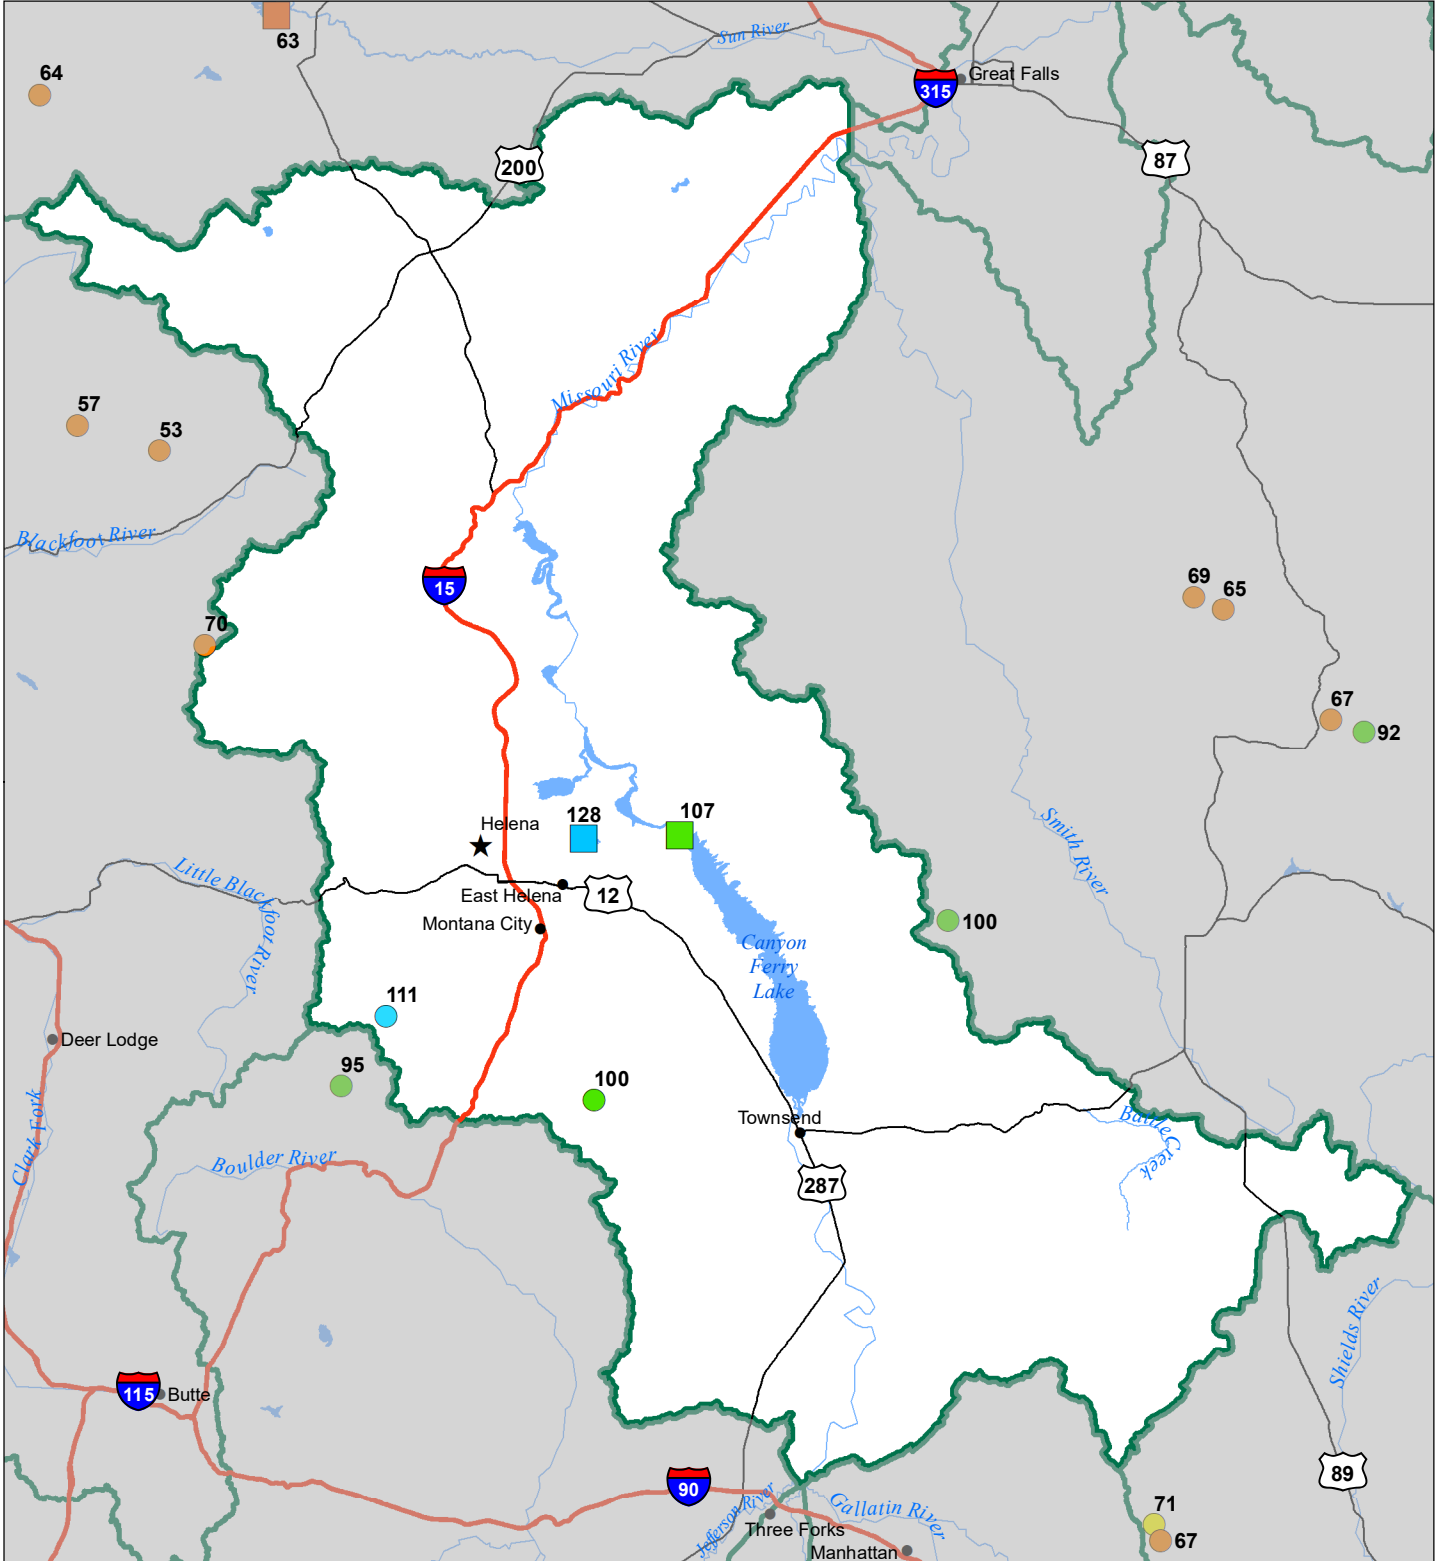 63
Sun River
64
Great Falls
315
200
87
Missouri River
57
53
Blackfoot River
15
69
65
70
67
92
128
107
Helena
Smith River
Little Blackfoot River
East Helena
12
Montana City
100
Canyon
Ferry
Lake
111
Deer Lodge
95
100
Clark Fork
Townsend
Battle Creek
Boulder River
287
Shields River
115
Butte
89
90
Jefferson River
Gallatin River
71
Three Forks
67
Manhattan